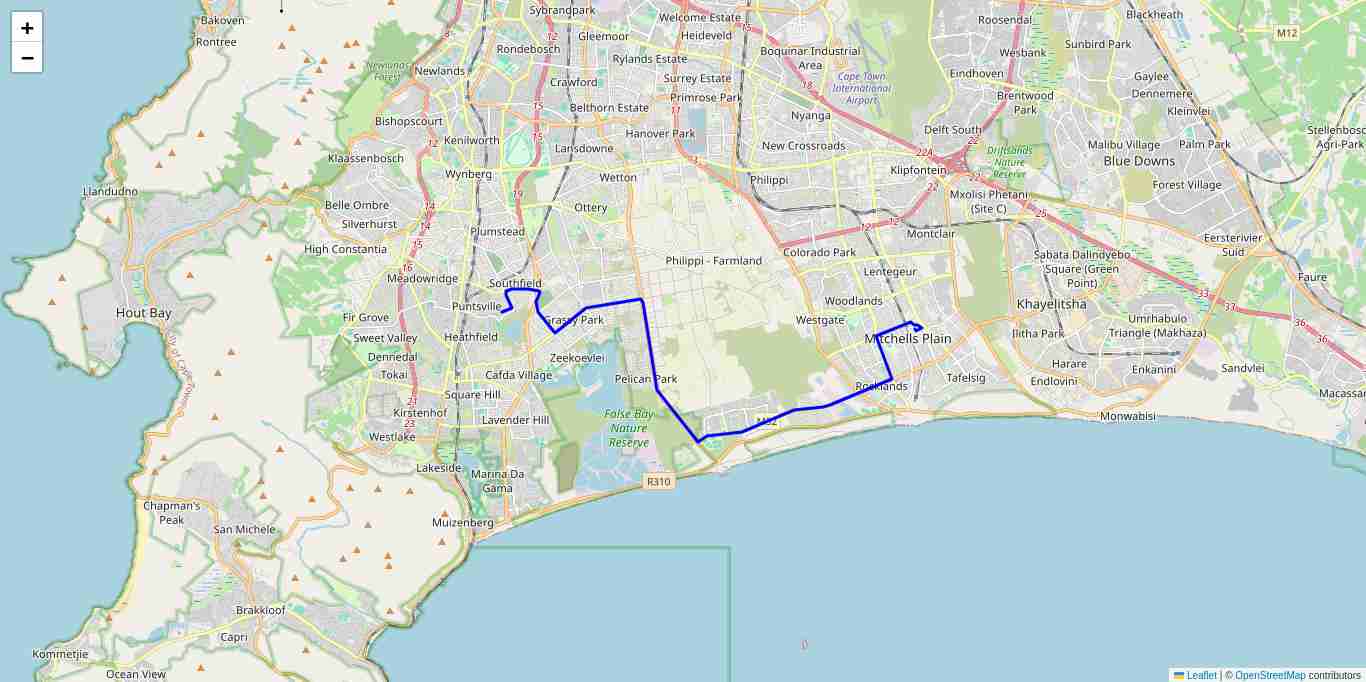 +
−
Bakoven
Rontree
Sybrandpark
Gleemoor
Welcome Estate
Heideveld
Roosendal
Blackheath
M12
Rondebosch
Rylands Estate
Boquinar Industrial
Area
Wesbank
Sunbird Park
Newlands
Newlands
Forest
Crawford
Surrey Estate
Primrose Park
Cape Town
International
Airport
Eindhoven
Gaylee
Dennemere
Brentwood
Park
Kleinvlei
Belthorn Estate
Bishopscourt
Hanover Park
Nyanga
Delft South
Stellenbosch
Agri-Park
Kenilworth
Lansdowne
New Crossroads
Malibu Village
Palm Park
Blue Downs
Klaassenbosch
Driftsands
Nature
Reserve
Wynberg
Wetton
Philippi
Klipfontein
Forest Village
Llandudno
Mxolisi Phetani
(Site C)
Belle Ombre
Silverhurst
Ottery
Plumstead
Montclair
Eersterivier
Suid
High Constantia
Colorado Park
Philippi - Farmland
Sabata Dalindyebo
Square (Green
Point)
Meadowridge
Southfield
Lentegeur
Faure
Puntsville
Woodlands
Khayelitsha
Hout Bay
Fir Grove
Grassy Park
Westgate
Umrhabulo
Triangle (Makhaza)
Ilitha Park
Sweet Valley
Heathfield
Mitchells Plain
Dennedal
Zeekoevlei
Harare
Enkanini
Sandvlei
Tokai
Cafda Village
Pelican Park
Rocklands
Tafelsig
Endlovini
Macassar
Square Hill
Kirstenhof
Lavender Hill
False Bay
Nature
Reserve
M32
Monwabisi
Westlake
Lakeside
Marina Da
Gama
R310
Chapman's
Peak
San Michele
Muizenberg
Brakkloof
Capri
Kommetjie
Ocean View
Leaflet | © OpenStreetMap contributors